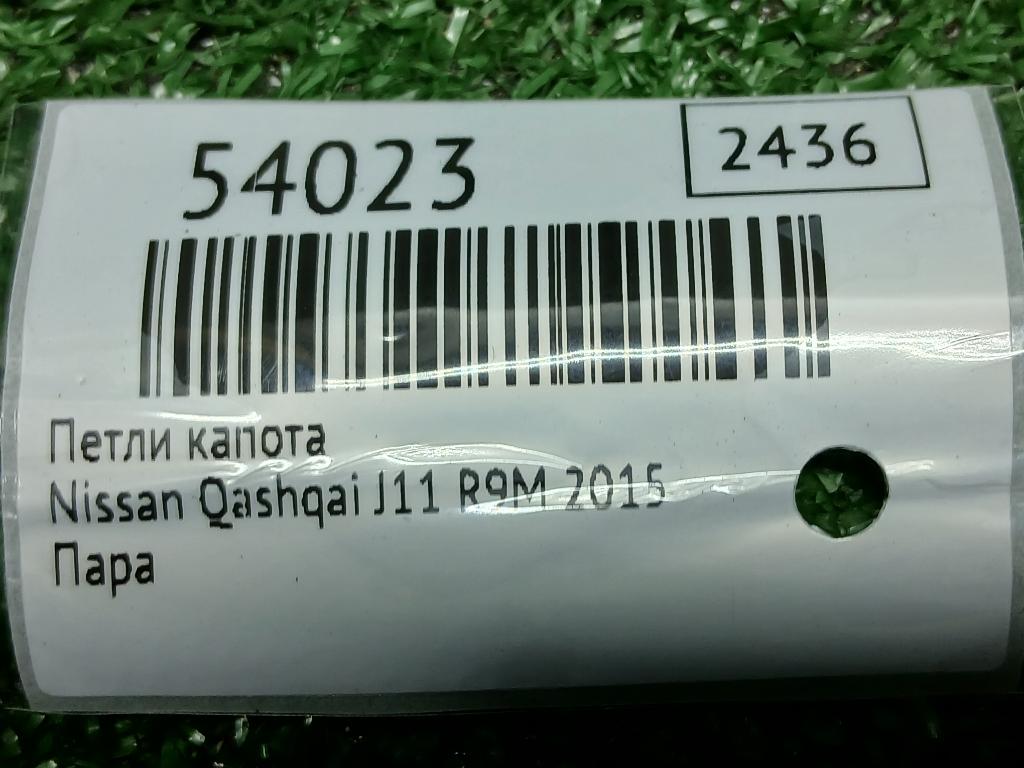 54023
2436
Петли капота
Nissan Qashqai J11 R9M 2015
Пара